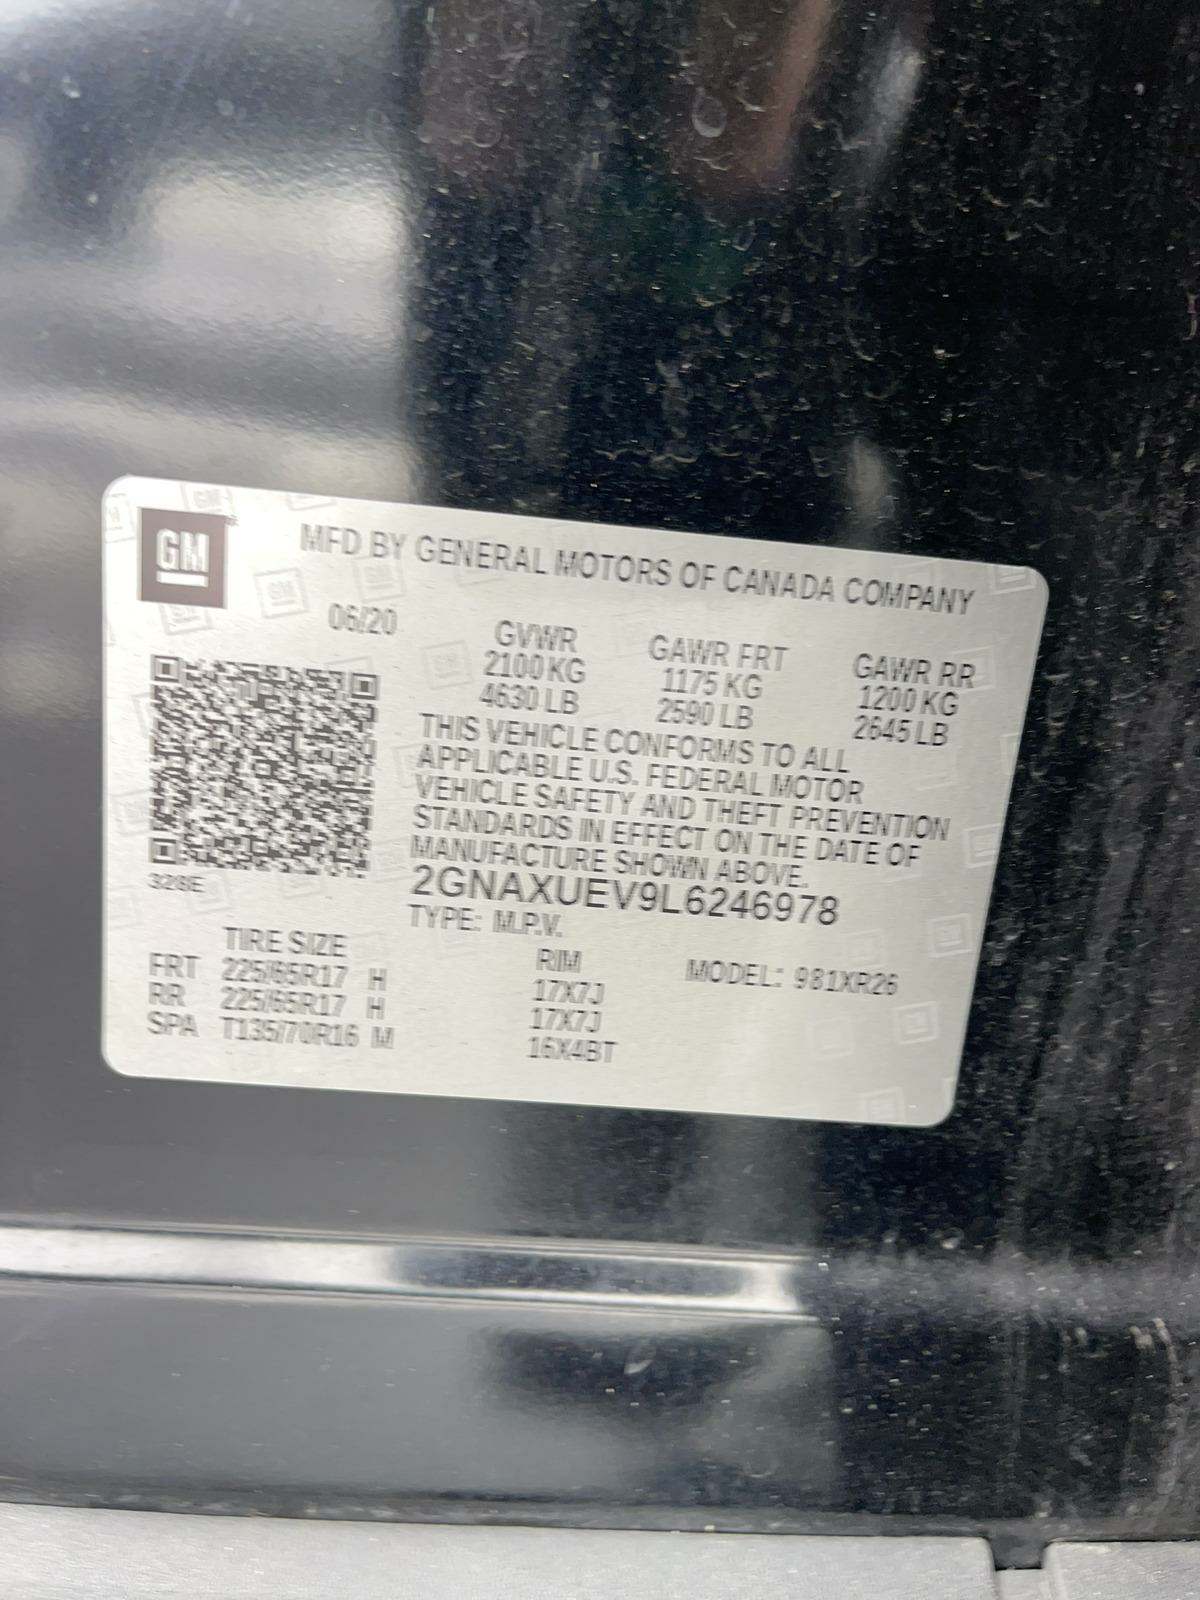 GM
MFD BY GENERAL MOTORS OF CANADA COMPANY
06/20
GVWR GAWR FRT GAWR RR
2100 KG 1175 KG 1200 KG
4630 LB 2590 LB 2645 LB
THIS VEHICLE CONFORMS TO ALL
APPLICABLE U.S. FEDERAL MOTOR
VEHICLE SAFETY AND THEFT PREVENTION
STANDARDS IN EFFECT ON THE DATE OF
MANUFACTURE SHOWN ABOVE.
2GNAXUEV9L6246978
TYPE: M.P.V.
TIRE SIZE RIM MODEL: 981XR26
FRT 225/65R17 H 17X7J
RR 225/65R17 H 17X7J
SPA T135/70R16 M 16X4BT